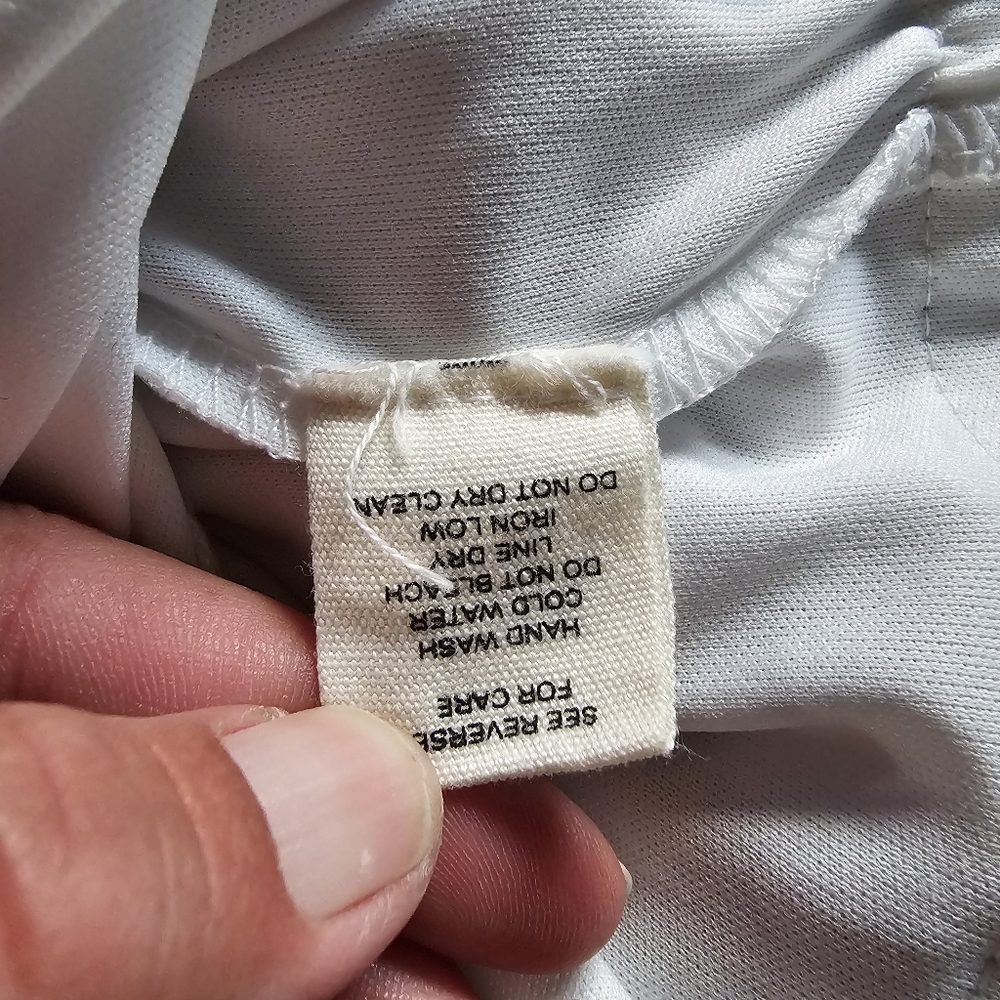 SEE REVERSE
FOR CARE
HAND WASH
COLD WATER
DO NOT BLEACH
LINE DRY
IRON LOW
DO NOT DRY CLEAN